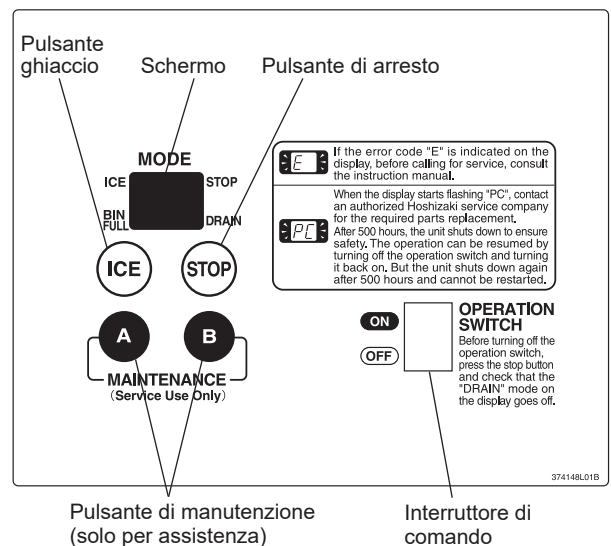 Pulsante
ghiaccio
Schermo
Pulsante di arresto
MODE
ICE
STOP
BIN
FULL
DRAIN
ICE
STOP
A
B
MAINTENANCE
(Service Use Only)
E
If the error code "E" is indicated on the
display, before calling for service, consult
the instruction manual.
PC
When the display starts flashing "PC", contact
an authorized Hoshizaki service company
for the required parts replacement.
After 500 hours, the unit shuts down to ensure
safety. The operation can be resumed by
turning off the operation switch and turning
it back on. But the unit shuts down again
after 500 hours and cannot be restarted.
ON
OFF
OPERATION
SWITCH
Before turning off the
operation switch,
press the stop button
and check that the
"DRAIN" mode on
the display goes off.
374148L01B
Pulsante di manutenzione
(solo per assistenza)
Interruttore di
comando